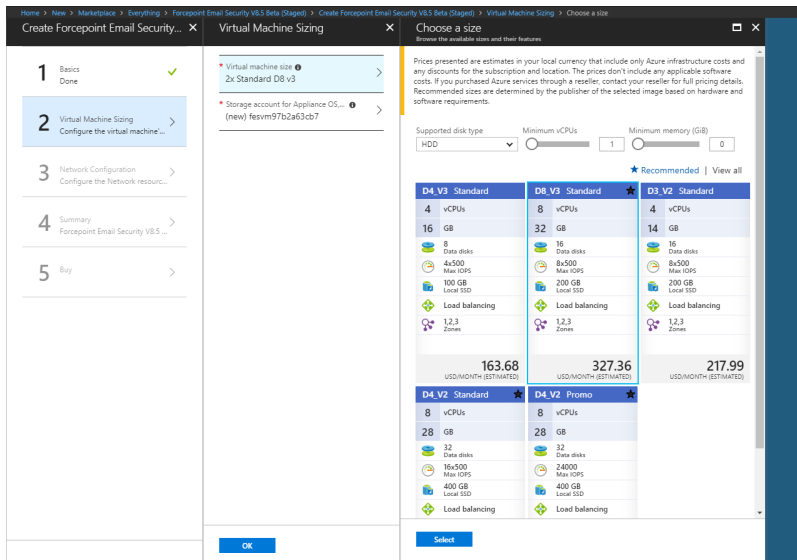 Home > New > Marketplace > Everything > Forcepoint Email Security V8.5 Beta (Staged) > Create Forcepoint Email Security V8.5 Beta (Staged) > Virtual Machine Sizing > Choose a size
Create Forcepoint Email Security...
1 Basics
Done
2 Virtual Machine Sizing
Configure the virtual machine'...
3 Network Configuration
Configure the Network resourc...
4 Summary
Forcepoint Email Security V8.5 ...
5 Buy
Virtual Machine Sizing
* Virtual machine size
2x Standard D8 v3
* Storage account for Appliance OS,...
(new) fesvm97b2a63cb7
OK
Choose a size
Browse the available sizes and their features
Prices presented are estimates in your local currency that include only Azure infrastructure costs and
any discounts for the subscription and location. The prices don't include any applicable software
costs. If you purchased Azure services through a reseller, contact your reseller for full pricing details.
Recommended sizes are determined by the publisher of the selected image based on hardware and
software requirements.
Supported disk type
HDD
Minimum vCPUs
1
Minimum memory (GiB)
0
Recommended | View all
D4_V3 Standard
4 vCPUs
16 GB
8
Data disks
4x500
Max IOPS
100 GB
Local SSD
Load balancing
1,2,3
Zones
163.68
USD/MONTH (ESTIMATED)
D8_V3 Standard
8 vCPUs
32 GB
16
Data disks
8x500
Max IOPS
200 GB
Local SSD
Load balancing
1,2,3
Zones
327.36
USD/MONTH (ESTIMATED)
D3_V2 Standard
4 vCPUs
14 GB
16
Data disks
8x500
Max IOPS
200 GB
Local SSD
Load balancing
1,2,3
Zones
217.99
USD/MONTH (ESTIMATED)
D4_V2 Standard
8 vCPUs
28 GB
32
Data disks
16x500
Max IOPS
400 GB
Local SSD
Load balancing
D4_V2 Promo
8 vCPUs
28 GB
32
Data disks
24000
Max IOPS
400 GB
Local SSD
Load balancing
Select